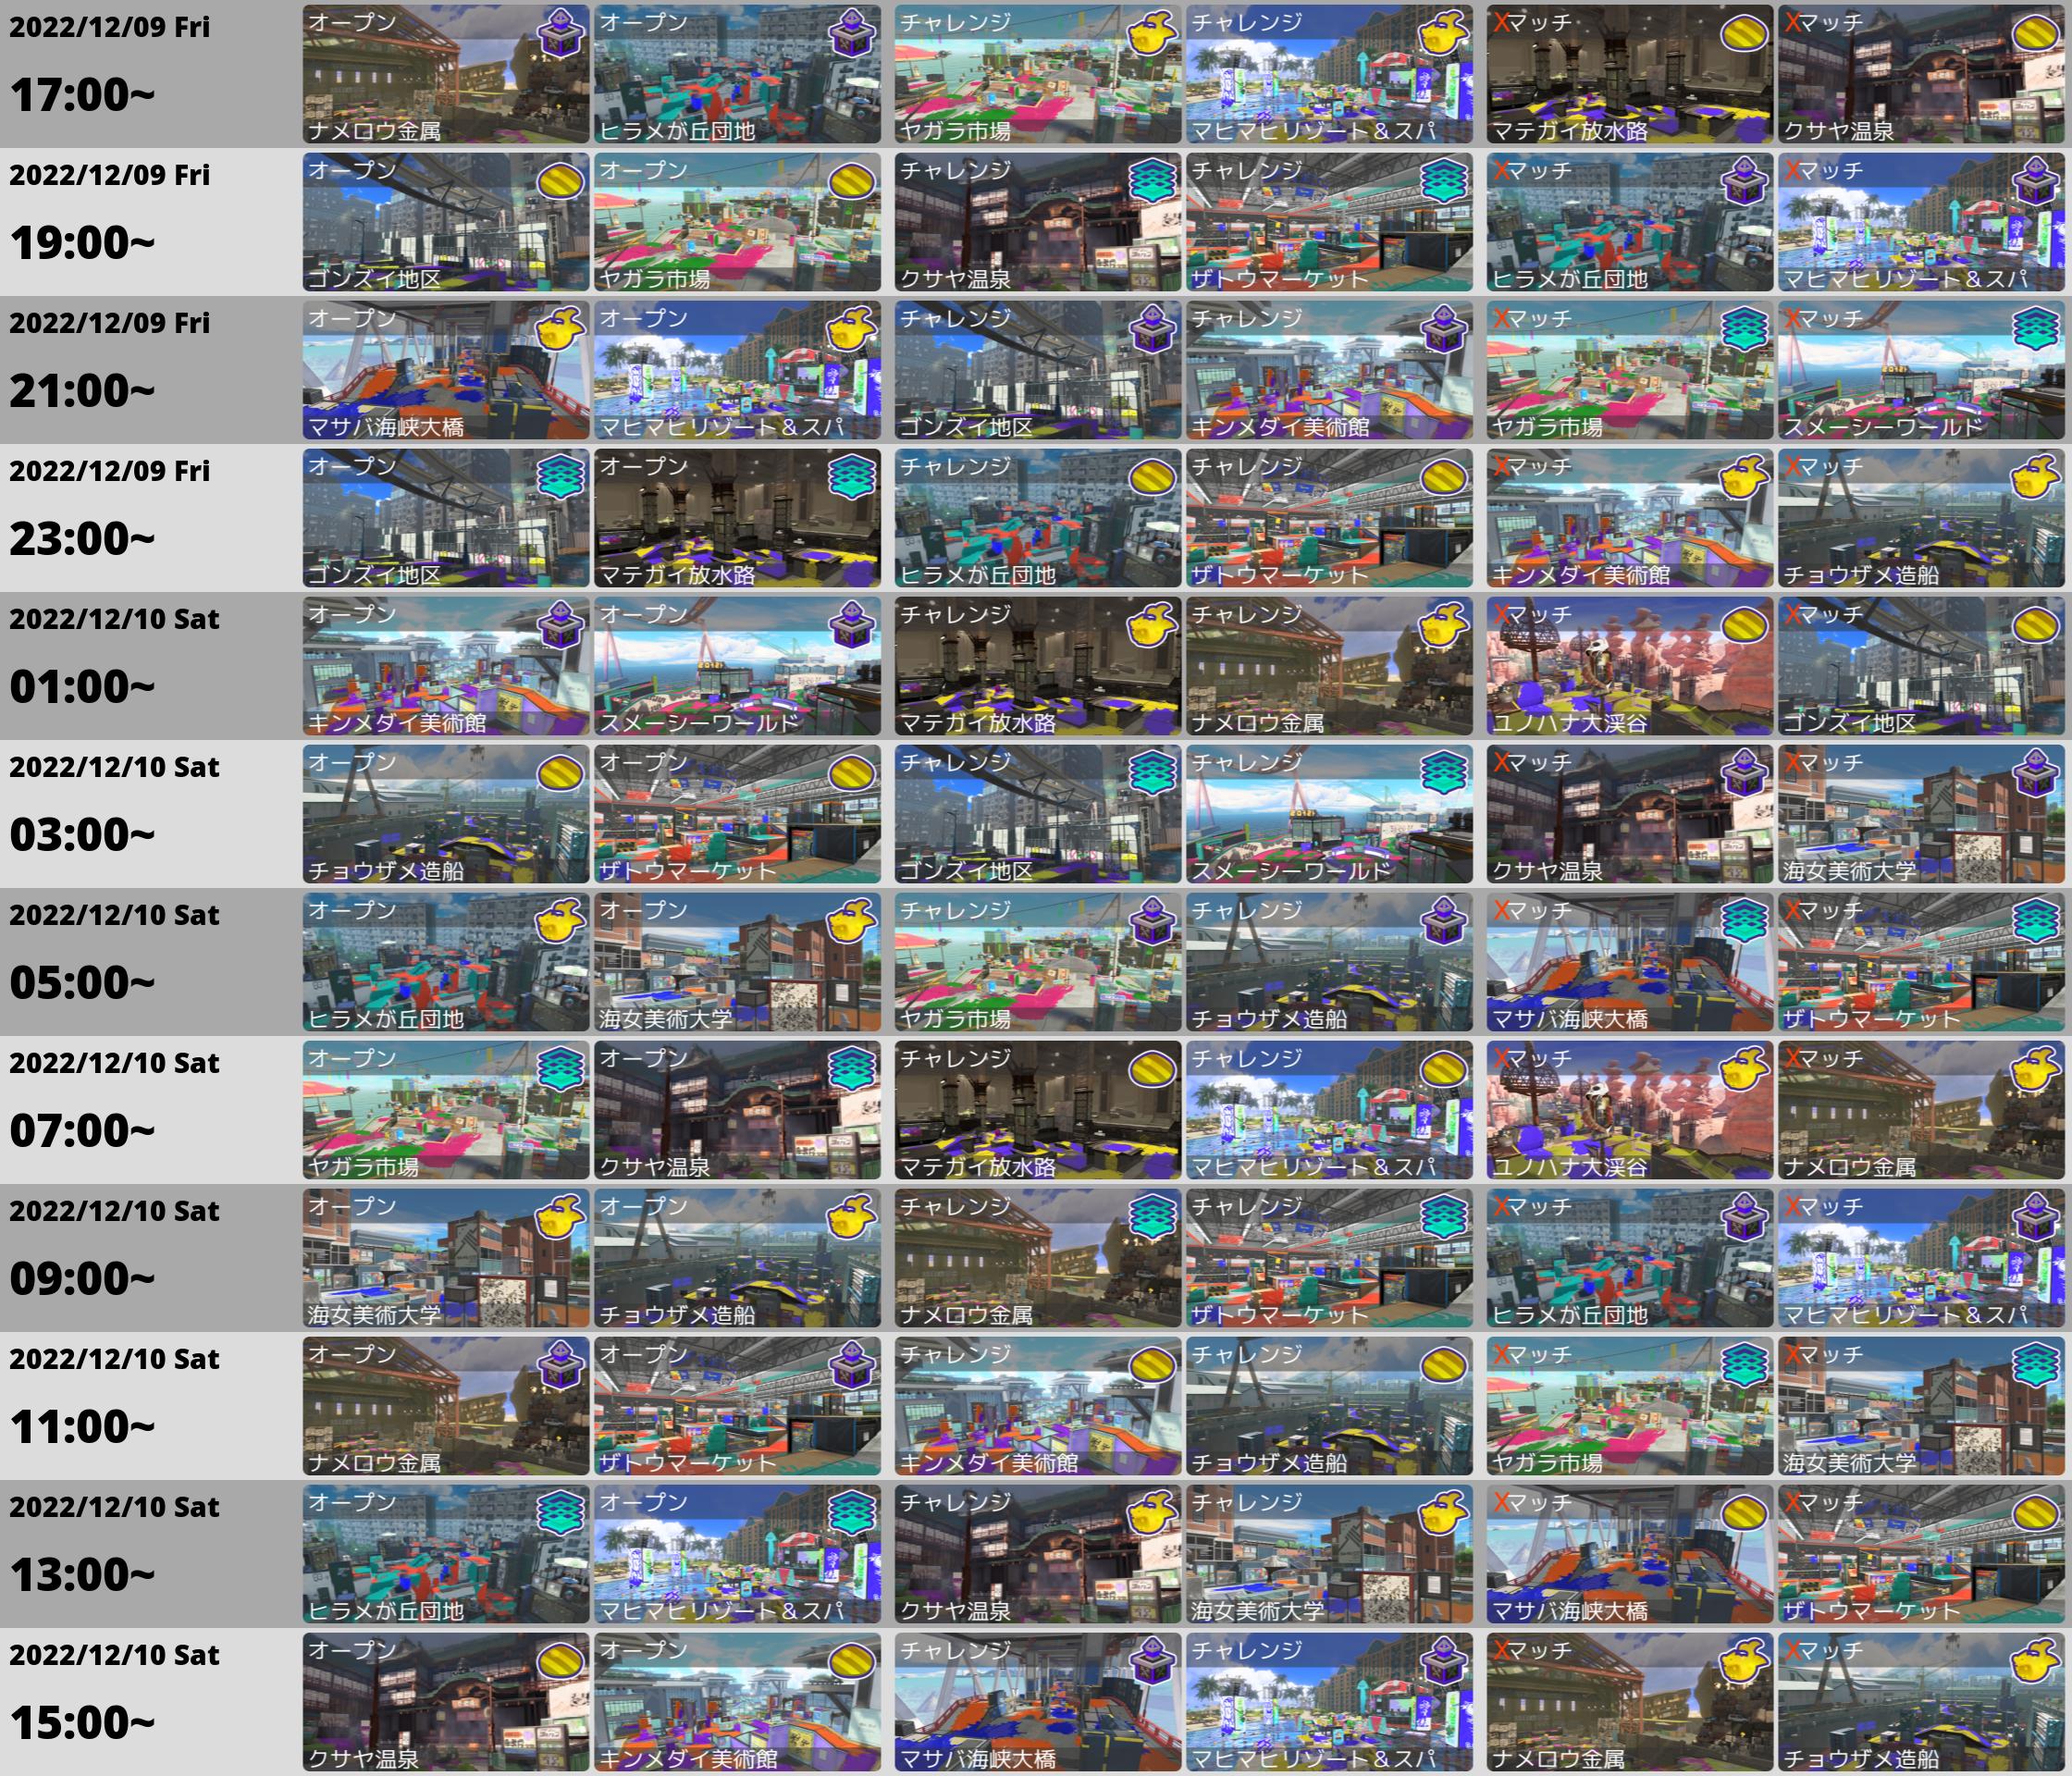 2022/12/09 Fri
17:00~
オープン オープン チャレンジ チャレンジ Xマッチ Xマッチ
ナメロウ金属 ヒラメが丘団地 ヤガラ市場 マヒマヒリゾート＆スパ マテガイ放水路 クサヤ温泉
2022/12/09 Fri
19:00~
オープン オープン チャレンジ チャレンジ Xマッチ Xマッチ
ゴンズイ地区 ヤガラ市場 クサヤ温泉 ザトウマーケット ヒラメが丘団地 マヒマヒリゾート＆スパ
2022/12/09 Fri
21:00~
オープン オープン チャレンジ チャレンジ Xマッチ Xマッチ
マサバ海峡大橋 マヒマヒリゾート＆スパ ゴンズイ地区 キンメダイ美術館 ヤガラ市場 スメーシーワールド
2022/12/09 Fri
23:00~
オープン オープン チャレンジ チャレンジ Xマッチ Xマッチ
ゴンズイ地区 マテガイ放水路 ヒラメが丘団地 ザトウマーケット キンメダイ美術館 チョウザメ造船
2022/12/10 Sat
01:00~
オープン オープン チャレンジ チャレンジ Xマッチ Xマッチ
キンメダイ美術館 スメーシーワールド マテガイ放水路 ナメロウ金属 ユノハナ大渓谷 ゴンズイ地区
2022/12/10 Sat
03:00~
オープン オープン チャレンジ チャレンジ Xマッチ Xマッチ
チョウザメ造船 ザトウマーケット ゴンズイ地区 スメーシーワールド クサヤ温泉 海女美術大学
2022/12/10 Sat
05:00~
オープン オープン チャレンジ チャレンジ Xマッチ Xマッチ
ヒラメが丘団地 海女美術大学 ヤガラ市場 チョウザメ造船 マサバ海峡大橋 ザトウマーケット
2022/12/10 Sat
07:00~
オープン オープン チャレンジ チャレンジ Xマッチ Xマッチ
ヤガラ市場 クサヤ温泉 マテガイ放水路 マヒマヒリゾート＆スパ ユノハナ大渓谷 ナメロウ金属
2022/12/10 Sat
09:00~
オープン オープン チャレンジ チャレンジ Xマッチ Xマッチ
海女美術大学 チョウザメ造船 ナメロウ金属 ザトウマーケット ヒラメが丘団地 マヒマヒリゾート＆スパ
2022/12/10 Sat
11:00~
オープン オープン チャレンジ チャレンジ Xマッチ Xマッチ
ナメロウ金属 ザトウマーケット キンメダイ美術館 チョウザメ造船 ヤガラ市場 海女美術大学
2022/12/10 Sat
13:00~
オープン オープン チャレンジ チャレンジ Xマッチ Xマッチ
ヒラメが丘団地 マヒマヒリゾート＆スパ クサヤ温泉 海女美術大学 マサバ海峡大橋 ザトウマーケット
2022/12/10 Sat
15:00~
オープン オープン チャレンジ チャレンジ Xマッチ Xマッチ
クサヤ温泉 キンメダイ美術館 マサバ海峡大橋 マヒマヒリゾート＆スパ ナメロウ金属 チョウザメ造船